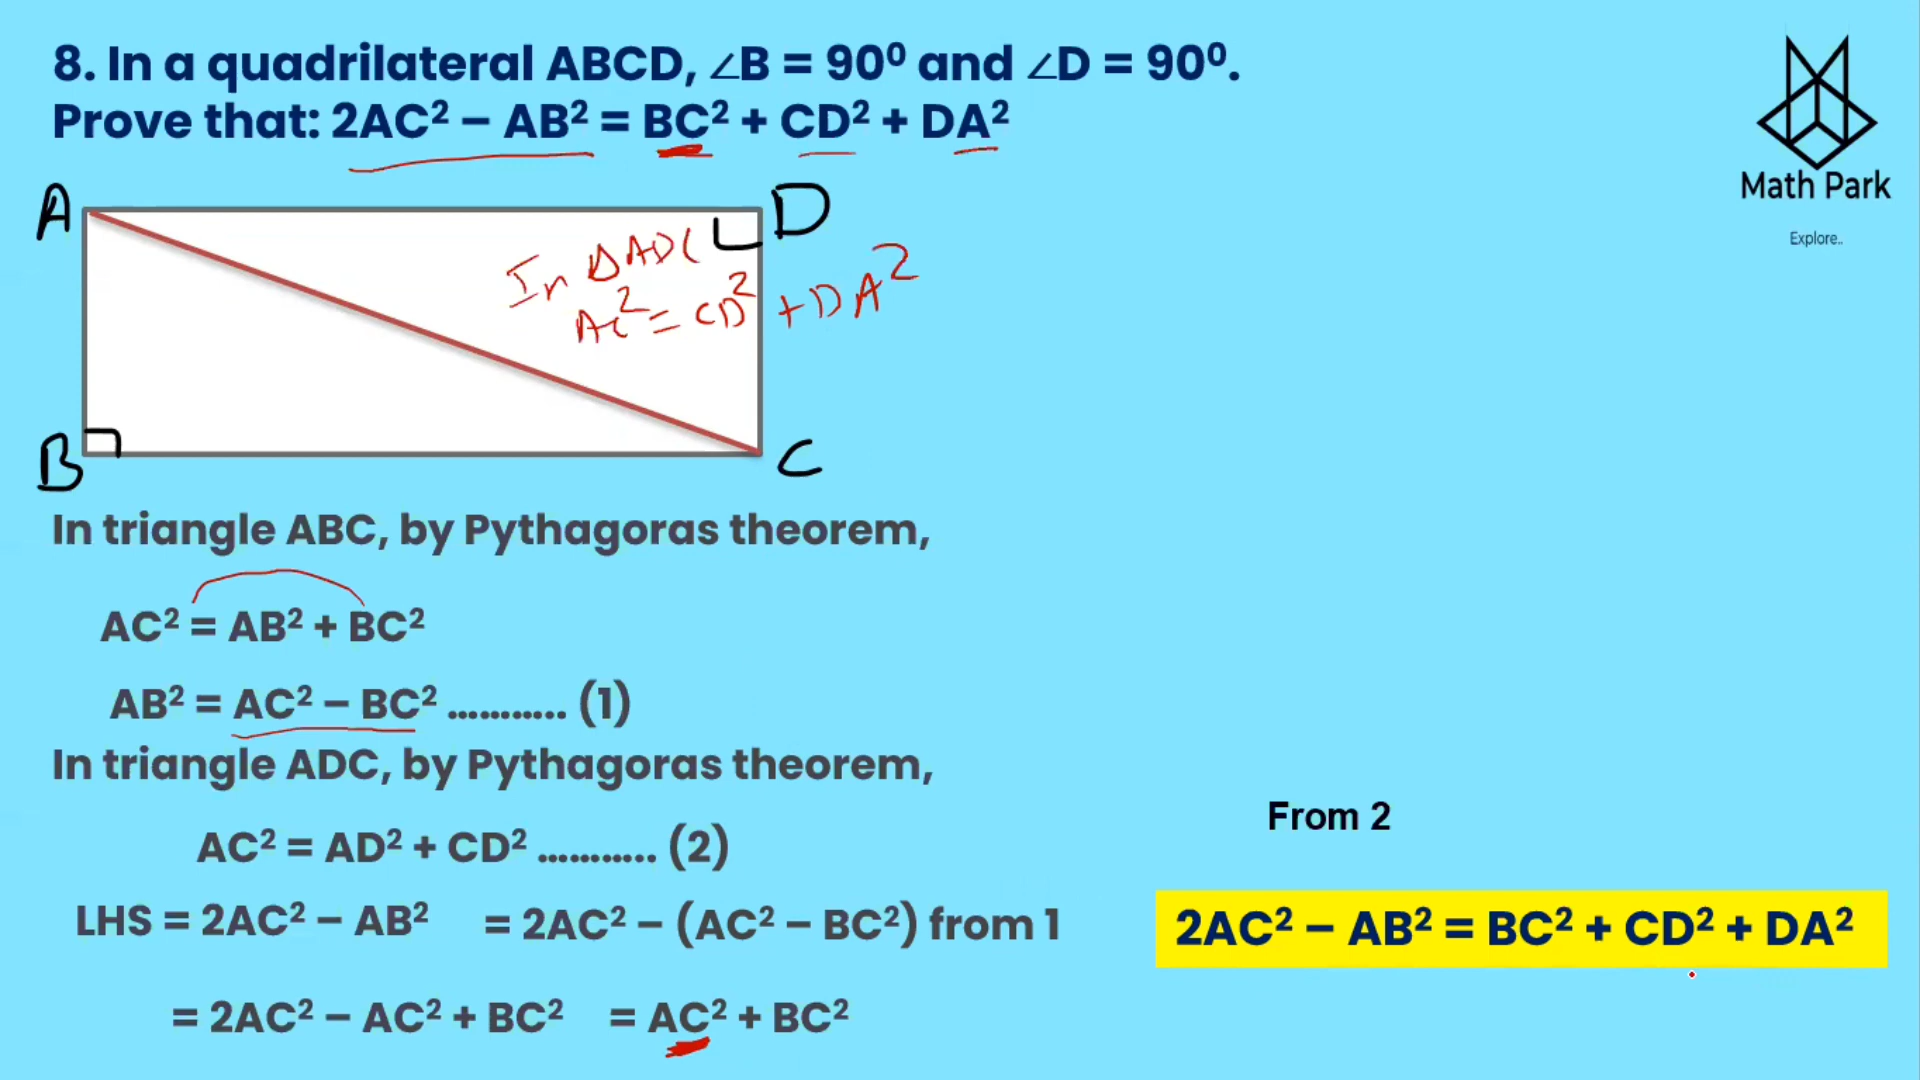 8. In a quadrilateral ABCD, ∠B = 90⁰ and ∠D = 90⁰.
Prove that: 2AC² – AB² = BC² + CD² + DA²
Math Park
Explore..
A
D
In Δ ADC
AC² = CD² + DA²
B
C
In triangle ABC, by Pythagoras theorem,
AC² = AB² + BC²
AB² = AC² – BC² ........... (1)
In triangle ADC, by Pythagoras theorem,
AC² = AD² + CD² ........... (2)
From 2
LHS = 2AC² – AB² = 2AC² – (AC² – BC²) from 1
2AC² – AB² = BC² + CD² + DA²
= 2AC² – AC² + BC² = AC² + BC²